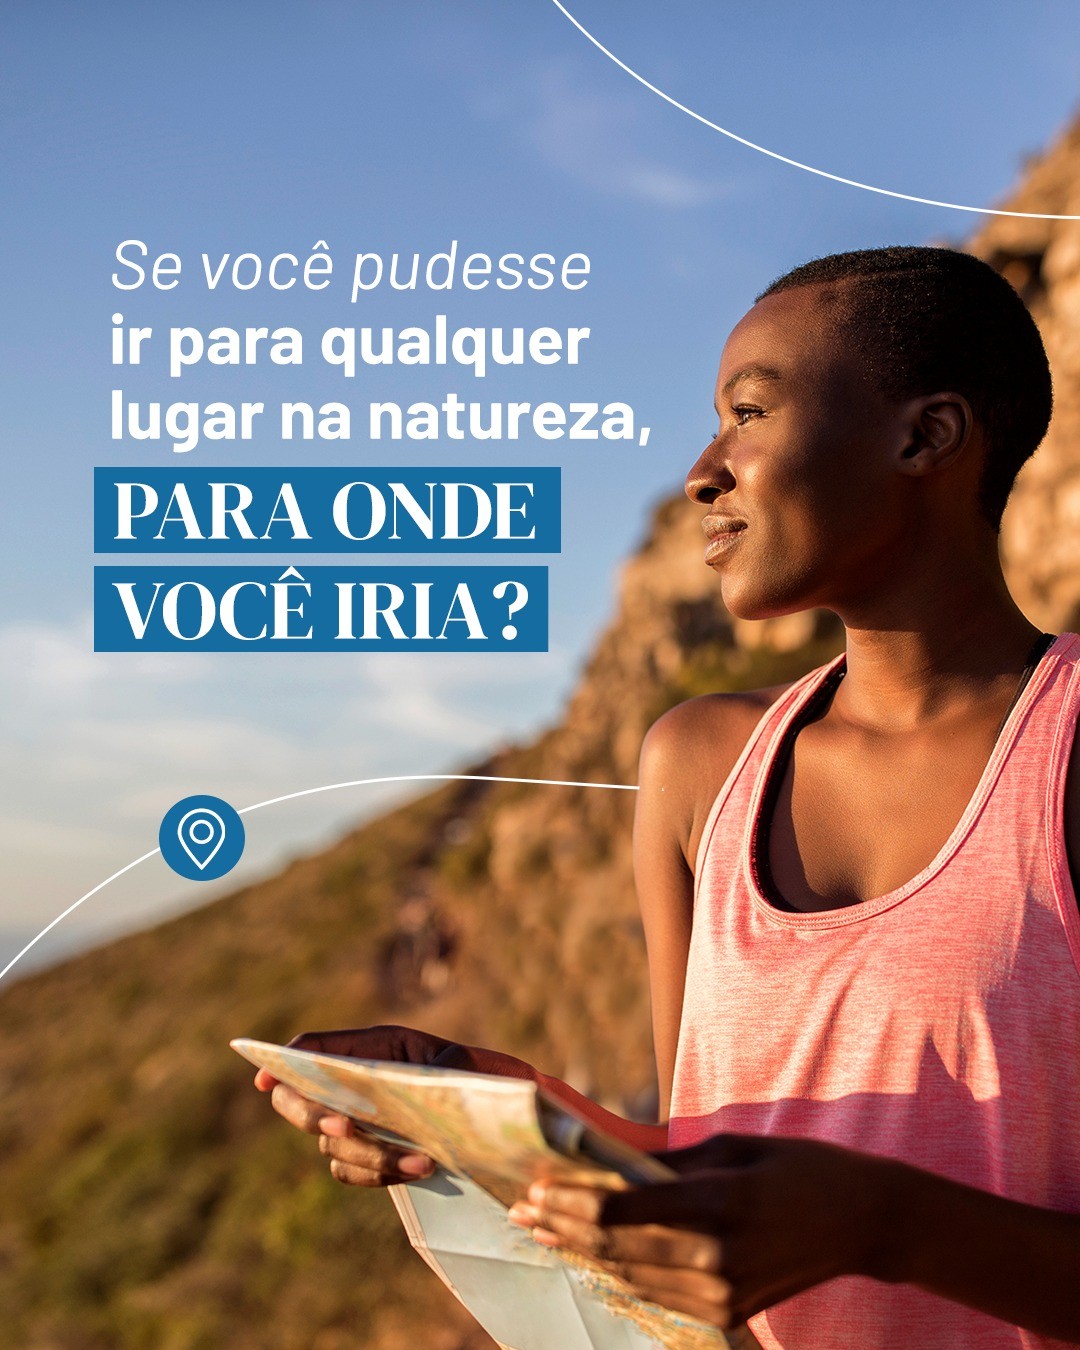 Se você pudesse
ir para qualquer
lugar na natureza,
PARA ONDE
VOCÊ IRIA?